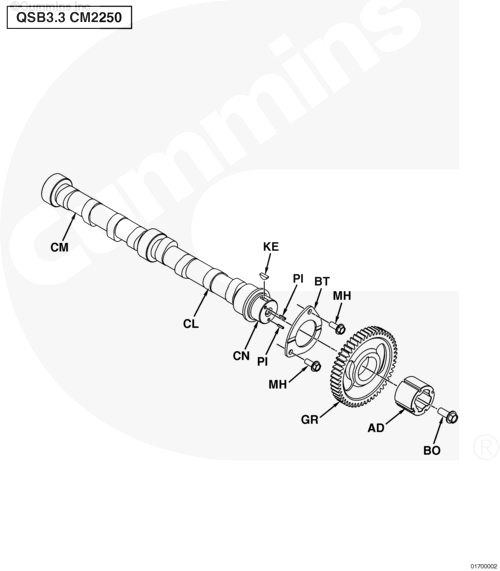 ©Cummins Inc
QSB3.3 CM2250
cummins
KE
CM
PI
BT
MH
CL
CN
PI
MH
GR
AD
BO
®
01700002